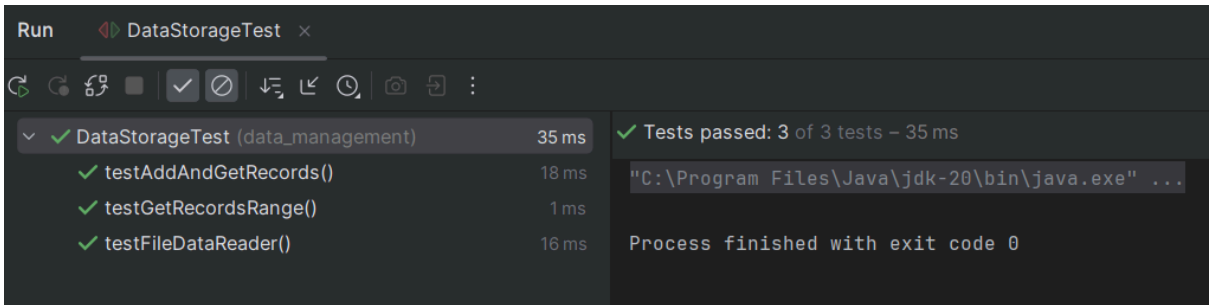 Run DataStorageTest ×
DataStorageTest (data_management) 35 ms
testAddAndGetRecords() 18 ms
testGetRecordsRange() 1 ms
testFileDataReader() 16 ms
Tests passed: 3 of 3 tests – 35 ms
"C:\Program Files\Java\jdk-20\bin\java.exe" ...
Process finished with exit code 0